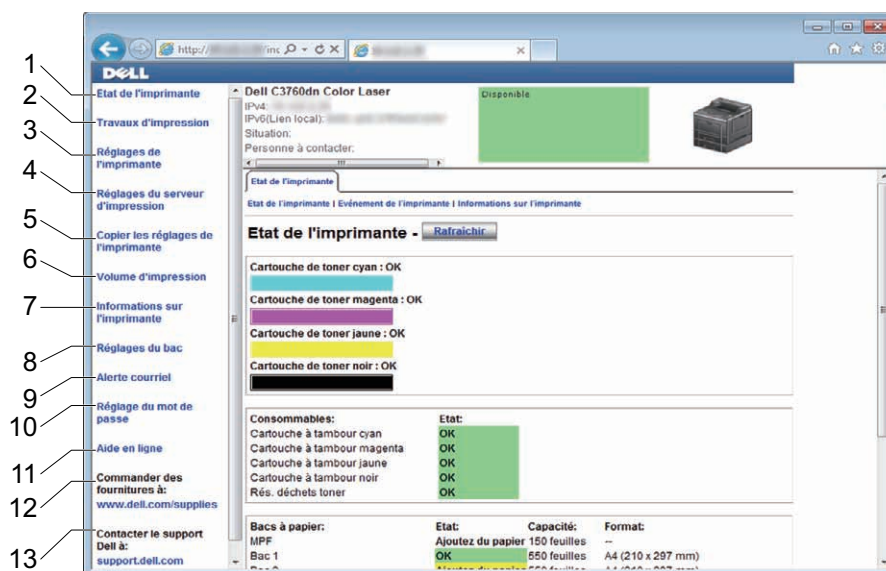 http:// /inc
DELL
1
2
3
4
5
6
7
8
9
10
11
12
13
Etat de l'imprimante
Travaux d'impression
Réglages de
l'imprimante
Réglages du serveur
d'impression
Copier les réglages de
l'imprimante
Volume d'impression
Informations sur
l'imprimante
Réglages du bac
Alerte courriel
Réglage du mot de
passe
Aide en ligne
Commander des
fournitures à:
www.dell.com/supplies
Contacter le support
Dell à:
support.dell.com
Dell C3760dn Color Laser
IPv4:
IPv6(Lien local):
Situation:
Personne à contacter:
Disponible
Etat de l'imprimante
Etat de l'imprimante | Evénement de l'imprimante | Informations sur l'imprimante
Etat de l'imprimante - Rafraîchir
Cartouche de toner cyan : OK
Cartouche de toner magenta : OK
Cartouche de toner jaune : OK
Cartouche de toner noir : OK
Consommables: Etat:
Cartouche à tambour cyan OK
Cartouche à tambour magenta OK
Cartouche à tambour jaune OK
Cartouche à tambour noir OK
Rés. déchets toner OK
Bacs à papier: Etat: Capacité: Format:
MPF Ajoutez du papier 150 feuilles --
Bac 1 OK 550 feuilles A4 (210 x 297 mm)